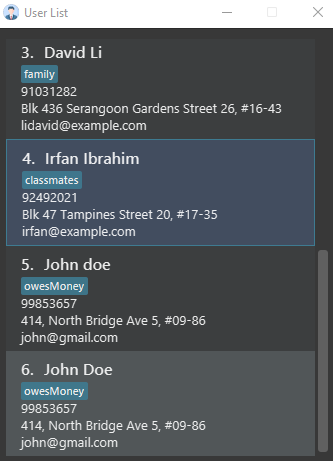 User List
3. David Li
family
91031282
Blk 436 Serangoon Gardens Street 26, #16-43
lidavid@example.com
4. Irfan Ibrahim
classmates
92492021
Blk 47 Tampines Street 20, #17-35
irfan@example.com
5. John doe
owesMoney
99853657
414, North Bridge Ave 5, #09-86
john@gmail.com
6. John Doe
owesMoney
99853657
414, North Bridge Ave 5, #09-86
john@gmail.com